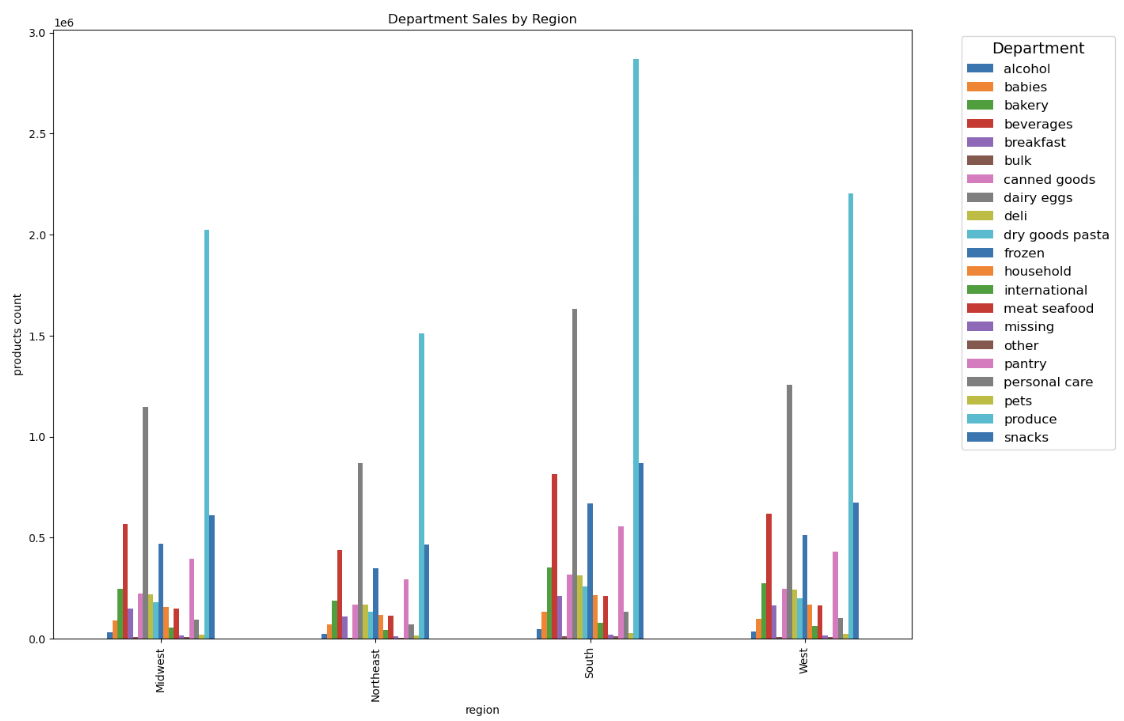 Department Sales by Region
1e6
3.0
2.5
2.0
1.5
1.0
0.5
0.0
products count
Midwest
Northeast
South
West
region
Department
alcohol
babies
bakery
beverages
breakfast
bulk
canned goods
dairy eggs
deli
dry goods pasta
frozen
household
international
meat seafood
missing
other
pantry
personal care
pets
produce
snacks